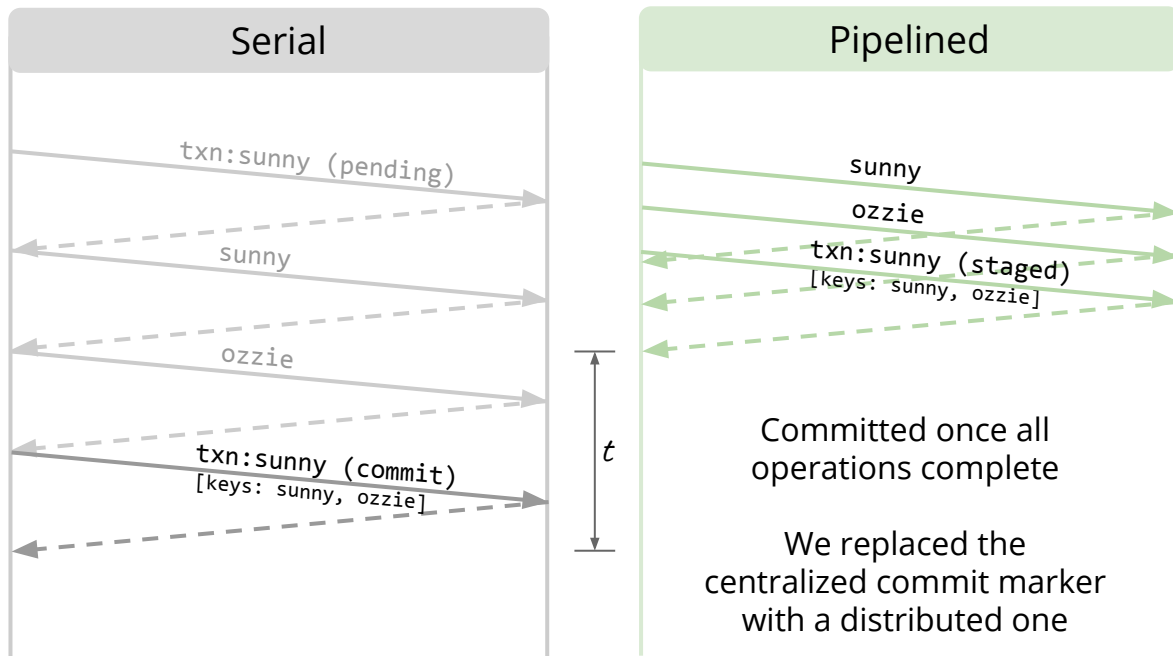 Serial
txn:sunny (pending)
sunny
ozzie
txn:sunny (commit)
[keys: sunny, ozzie]
t
Pipelined
sunny
ozzie
txn:sunny (staged)
[keys: sunny, ozzie]
Committed once all
operations complete
We replaced the
centralized commit marker
with a distributed one